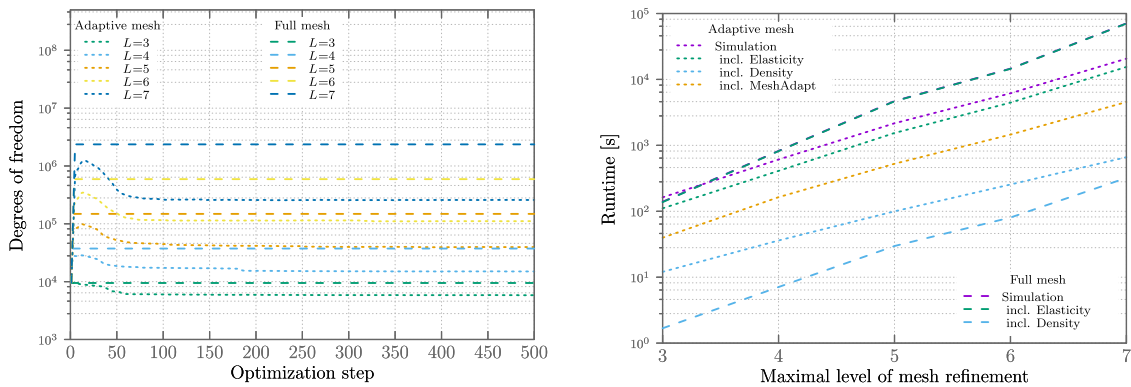 Adaptive mesh Full mesh
L=3 L=3
L=4 L=4
L=5 L=5
L=6 L=6
L=7 L=7
10^8
10^7
10^6
10^5
10^4
10^3
Degrees of freedom
0 50 100 150 200 250 300 350 400 450 500
Optimization step
Adaptive mesh
Simulation
incl. Elasticity
incl. Density
incl. MeshAdapt
10^5
10^4
10^3
10^2
10^1
10^0
Runtime [s]
Full mesh
Simulation
incl. Elasticity
incl. Density
3 4 5 6 7
Maximal level of mesh refinement